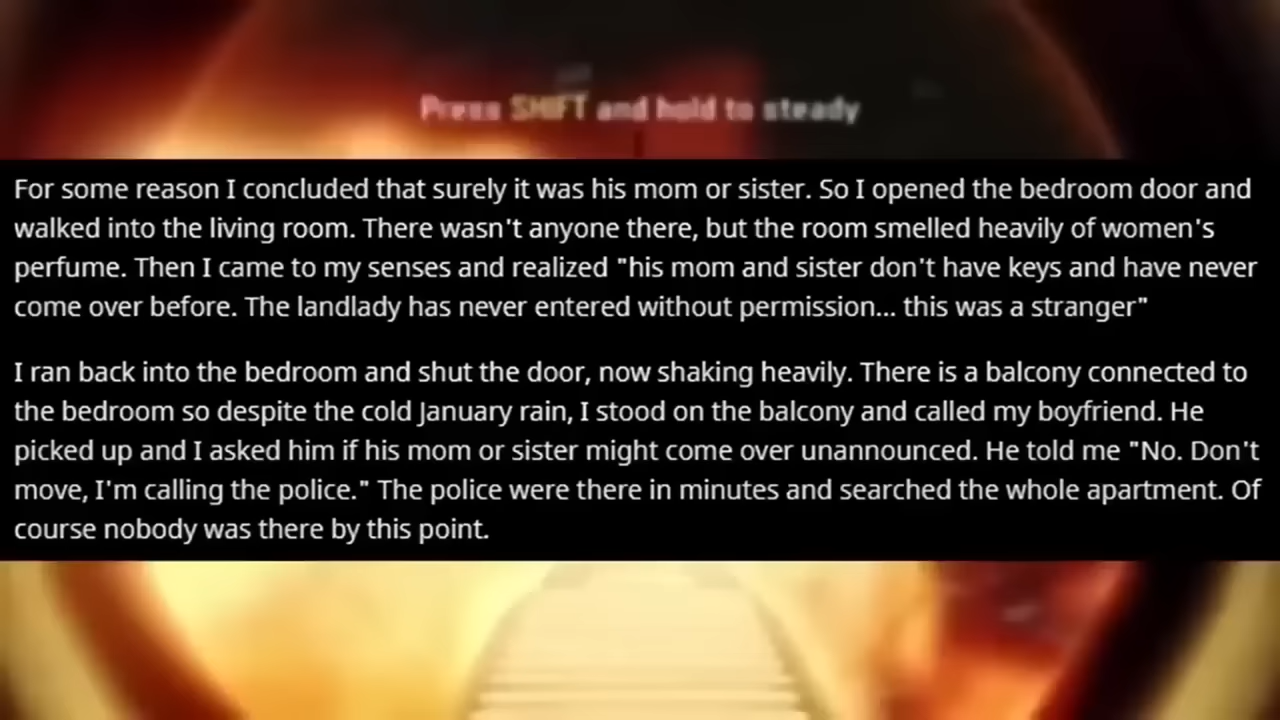 Press SHIFT and hold to steady
For some reason I concluded that surely it was his mom or sister. So I opened the bedroom door and
walked into the living room. There wasn't anyone there, but the room smelled heavily of women's
perfume. Then I came to my senses and realized "his mom and sister don't have keys and have never
come over before. The landlady has never entered without permission... this was a stranger"
I ran back into the bedroom and shut the door, now shaking heavily. There is a balcony connected to
the bedroom so despite the cold January rain, I stood on the balcony and called my boyfriend. He
picked up and I asked him if his mom or sister might come over unannounced. He told me "No. Don't
move, I'm calling the police." The police were there in minutes and searched the whole apartment. Of
course nobody was there by this point.